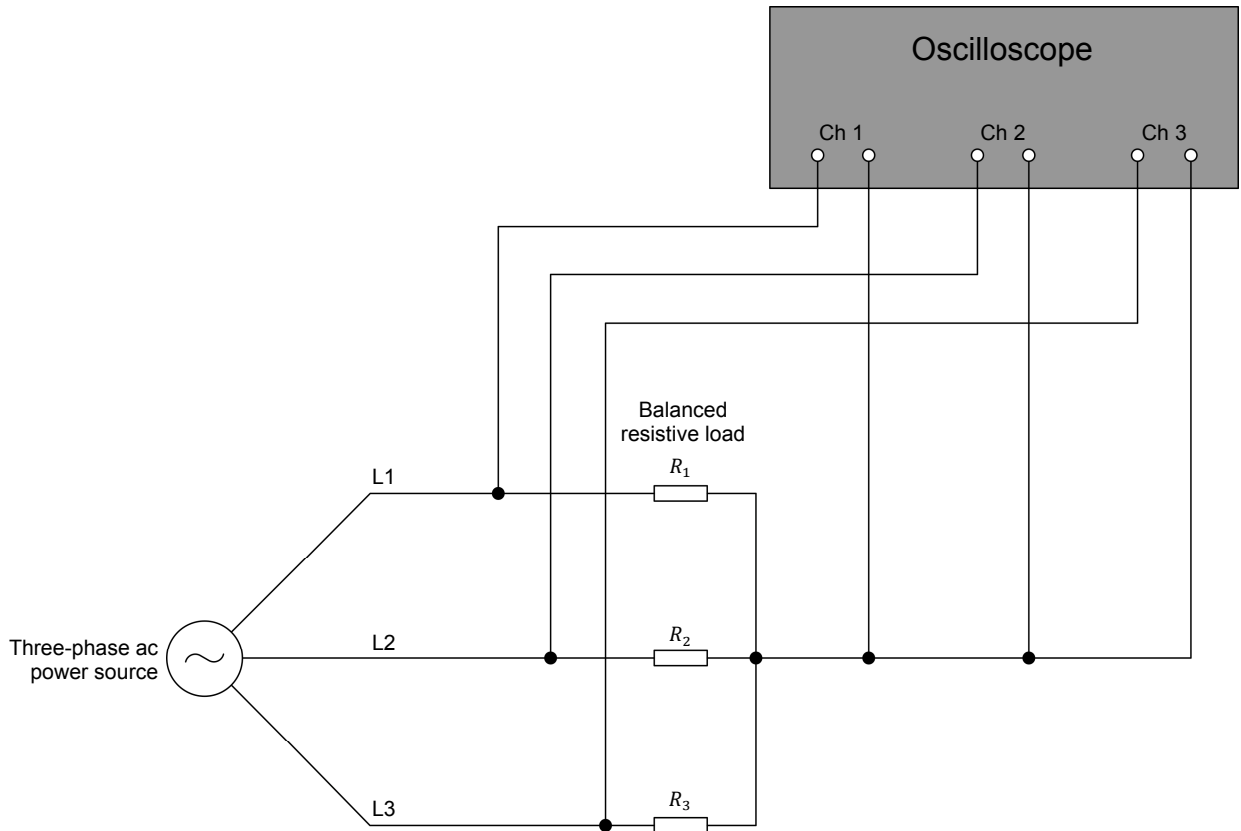 Oscilloscope
Ch 1
Ch 2
Ch 3
Balanced
resistive load
R₁
L1
Three-phase ac
power source
L2
R₂
L3
R₃